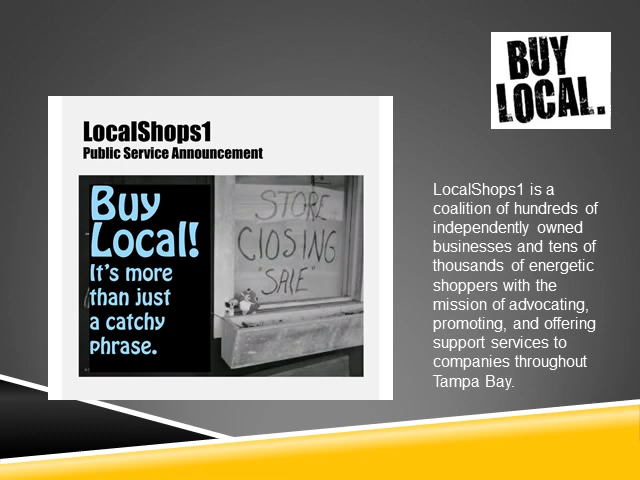 BUY
LOCAL.
LocalShops1
Public Service Announcement
Buy
Local!
It's more
than just
a catchy
phrase.
STORE
ClOSING
"SALE"
LocalShops1 is a
coalition of hundreds of
independently owned
businesses and tens of
thousands of energetic
shoppers with the
mission of advocating,
promoting, and offering
support services to
companies throughout
Tampa Bay.